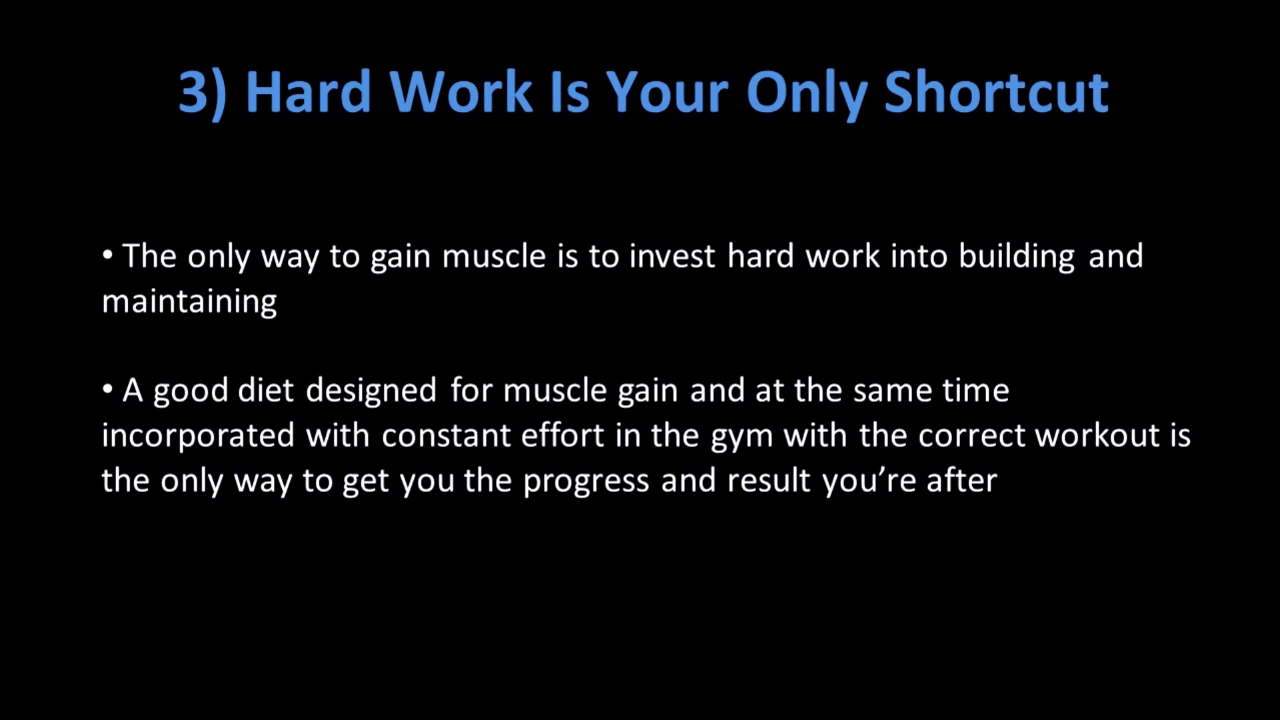 3) Hard Work Is Your Only Shortcut
• The only way to gain muscle is to invest hard work into building and
maintaining
• A good diet designed for muscle gain and at the same time
incorporated with constant effort in the gym with the correct workout is
the only way to get you the progress and result you’re after